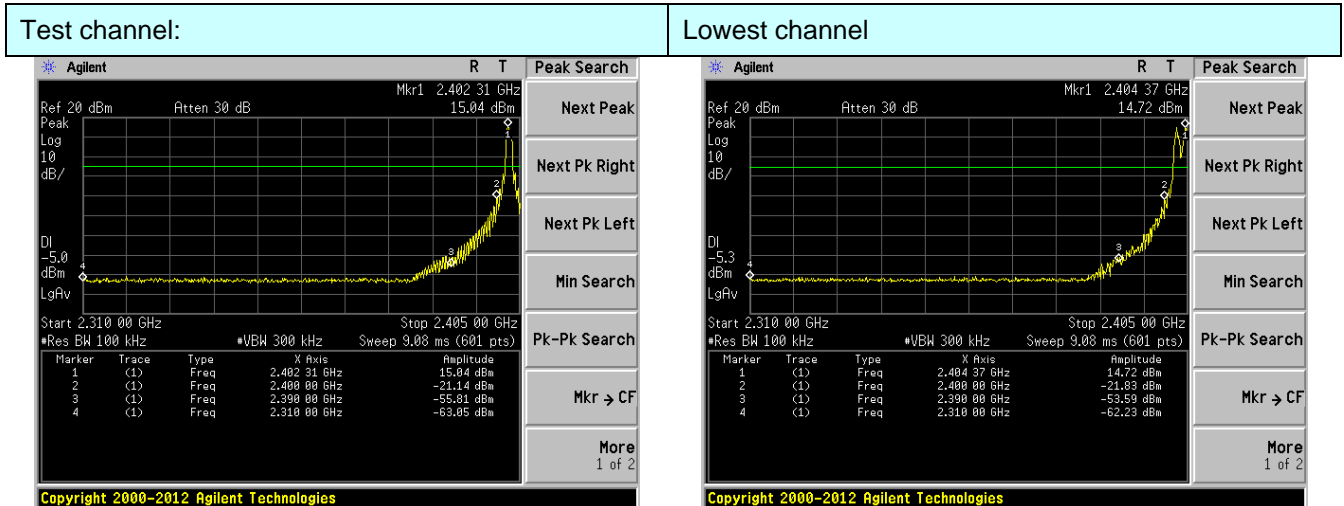 Test channel:
Lowest channel
Agilent R T Peak Search
Mkr1 2.402 31 GHz
Ref 20 dBm Atten 30 dB 15.04 dBm
Peak
Log
10
dB/
DI
-5.0
dBm
LgAv
1
2
3
4
Start 2.310 00 GHz Stop 2.405 00 GHz
#Res BW 100 kHz #VBW 300 kHz Sweep 9.08 ms (601 pts)
Marker Trace Type X Axis Amplitude
1 (1) Freq 2.402 31 GHz 15.04 dBm
2 (1) Freq 2.400 00 GHz -21.14 dBm
3 (1) Freq 2.390 00 GHz -55.81 dBm
4 (1) Freq 2.310 00 GHz -63.05 dBm
Next Peak
Next Pk Right
Next Pk Left
Min Search
Pk-Pk Search
Mkr → CF
More
1 of 2
Copyright 2000-2012 Agilent Technologies
Agilent R T Peak Search
Mkr1 2.404 37 GHz
Ref 20 dBm Atten 30 dB 14.72 dBm
Peak
Log
10
dB/
DI
-5.3
dBm
LgAv
1
2
3
4
Start 2.310 00 GHz Stop 2.405 00 GHz
#Res BW 100 kHz #VBW 300 kHz Sweep 9.08 ms (601 pts)
Marker Trace Type X Axis Amplitude
1 (1) Freq 2.404 37 GHz 14.72 dBm
2 (1) Freq 2.400 00 GHz -21.83 dBm
3 (1) Freq 2.390 00 GHz -53.59 dBm
4 (1) Freq 2.310 00 GHz -62.23 dBm
Next Peak
Next Pk Right
Next Pk Left
Min Search
Pk-Pk Search
Mkr → CF
More
1 of 2
Copyright 2000-2012 Agilent Technologies